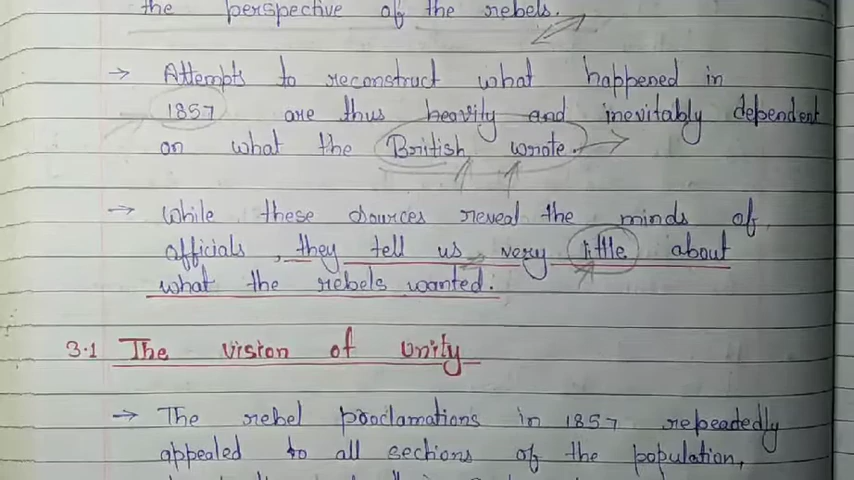 the perspective of the rebels.
→ Attempts to reconstruct what happened in
1857 are thus heavity and inevitably dependent
on what the British wrote.
→ While these sources reveal the minds of
officials, they tell us very little about
what the rebels wanted.
3.1 The vision of Unity
→ The rebel proclamations in 1857 repeadedly
appealed to all sections of the population,